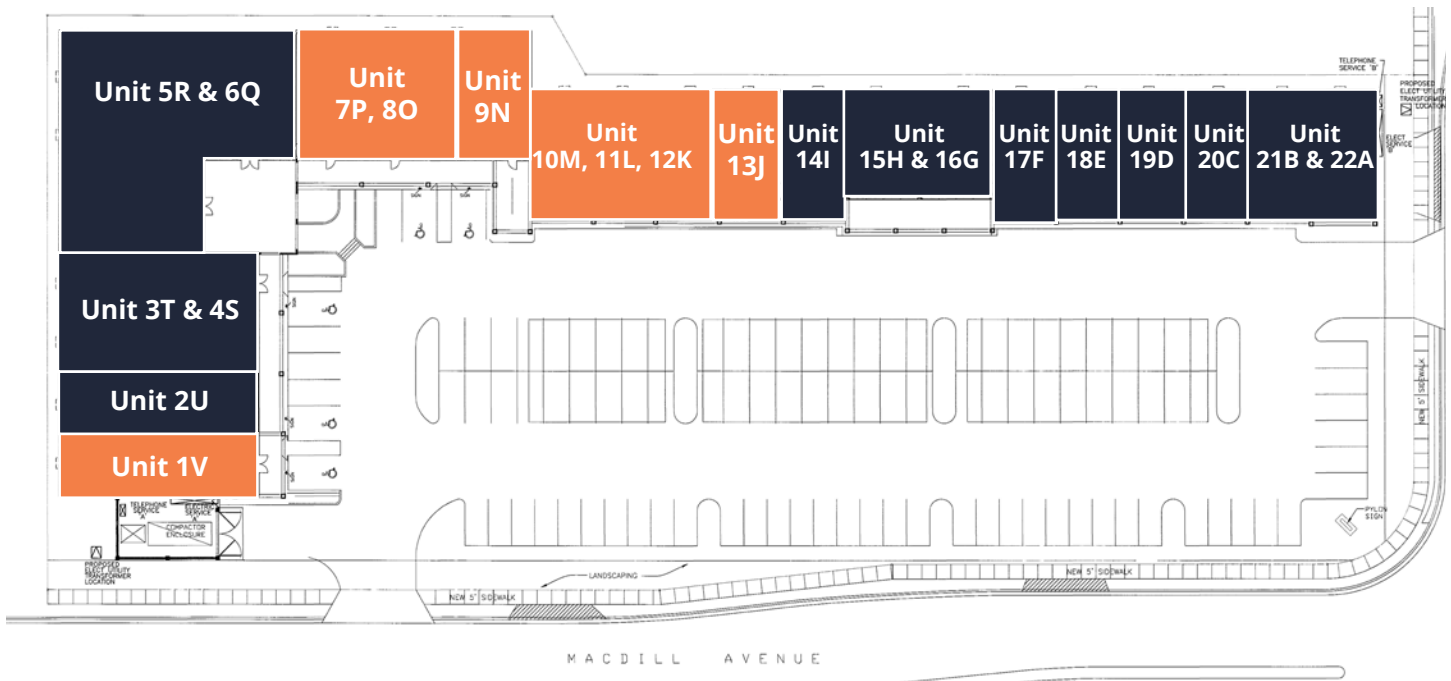 Unit 5R & 6Q
Unit
7P, 8O
Unit
9N
Unit
10M, 11L, 12K
Unit
13J
Unit
14I
Unit
15H & 16G
Unit
17F
Unit
18E
Unit
19D
Unit
20C
Unit
21B & 22A
TELEPHONE
SERVICE 'B'
PROPOSED
ELECT UTILITY
TRANSFORMER
LOCATION
ELECT
SERVICE
'B'
Unit 3T & 4S
Unit 2U
Unit 1V
TELEPHONE
SERVICE
'A'
ELECTRIC
SERVICE
'A'
COMPACTOR
ENCLOSURE
PROPOSED
ELECT UTILITY
TRANSFORMER
LOCATION
NEW 5' SIDEWALK
PYLON
SIGN
LANDSCAPING
NEW 5' SIDEWALK
NEW 5' SIDEWALK
MACDILL AVENUE